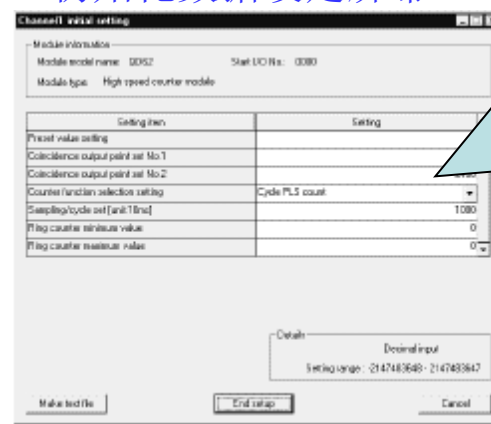 Channel1 initial setting
Module information
Module model name: QD62 Start I/O No.: 0000
Module type: High speed counter module
Setting item Setting
Preset value setting
Coincidence output point set No.1
Coincidence output point set No.2
Counter function selection setting Cycle PLS count
Sampling/cycle set [unit:10ms] 1000
Ring counter minimum value 0
Ring counter maximum value 0
Details
Decimal input
Setting range : -2147483648 - 2147483647
Make text file End setup Cancel